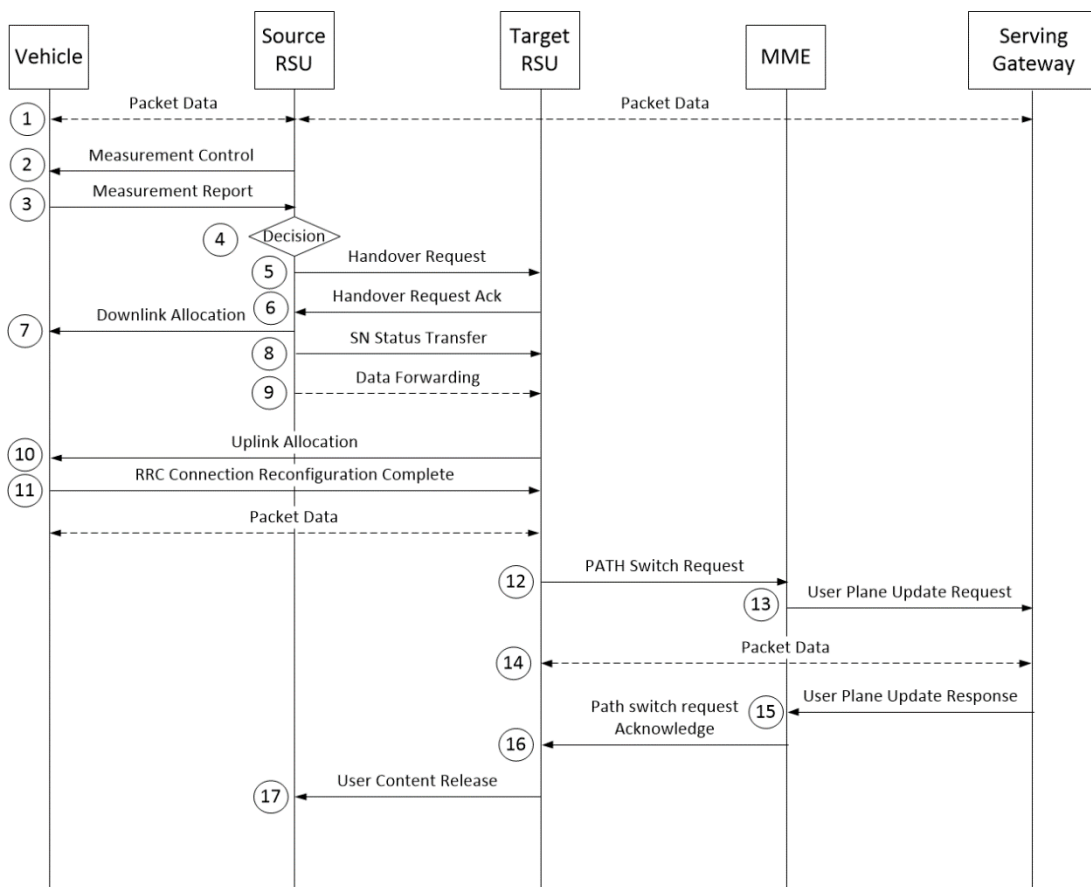 Vehicle
Source
RSU
Target
RSU
MME
Serving
Gateway
1
Packet Data
Packet Data
2
Measurement Control
3
Measurement Report
4
Decision
5
Handover Request
6
Handover Request Ack
7
Downlink Allocation
8
SN Status Transfer
9
Data Forwarding
10
Uplink Allocation
11
RRC Connection Reconfiguration Complete
Packet Data
12
PATH Switch Request
13
User Plane Update Request
14
Packet Data
15
User Plane Update Response
16
Path switch request
Acknowledge
17
User Content Release